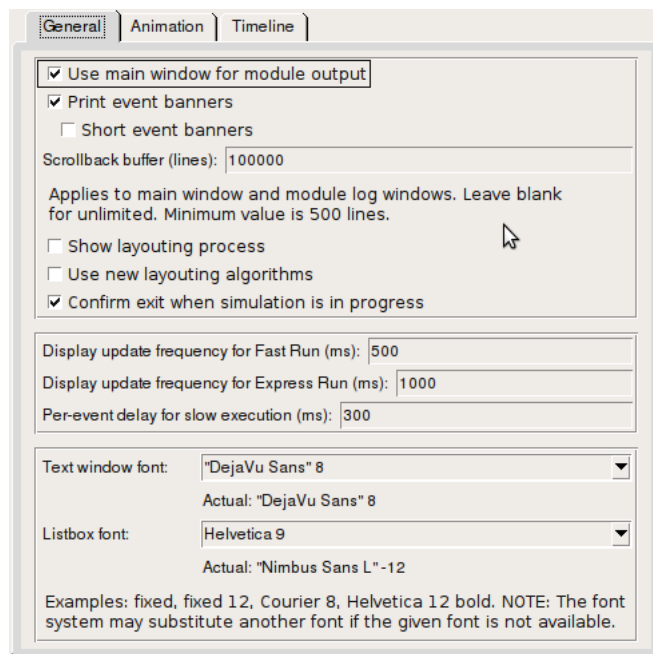 General Animation Timeline
Use main window for module output
Print event banners
Short event banners
Scrollback buffer (lines): 100000
Applies to main window and module log windows. Leave blank
for unlimited. Minimum value is 500 lines.
Show layouting process
Use new layouting algorithms
Confirm exit when simulation is in progress
Display update frequency for Fast Run (ms): 500
Display update frequency for Express Run (ms): 1000
Per-event delay for slow execution (ms): 300
Text window font: "DejaVu Sans" 8
Actual: "DejaVu Sans" 8
Listbox font: Helvetica 9
Actual: "Nimbus Sans L" -12
Examples: fixed, fixed 12, Courier 8, Helvetica 12 bold. NOTE: The font
system may substitute another font if the given font is not available.